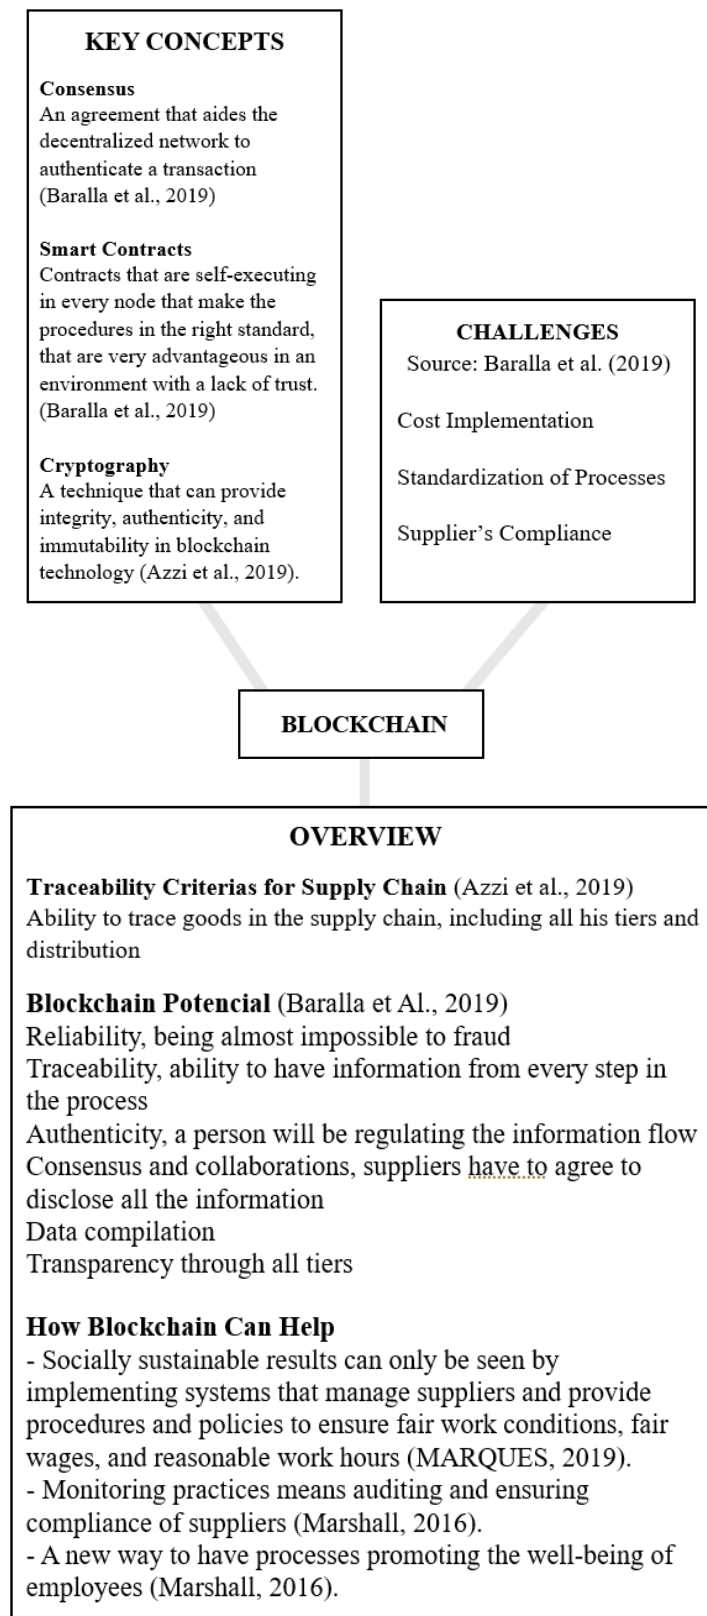 KEY CONCEPTS
Consensus
An agreement that aides the
decentralized network to
authenticate a transaction
(Baralla et al., 2019)
Smart Contracts
Contracts that are self-executing
in every node that make the
procedures in the right standard,
that are very advantageous in an
environment with a lack of trust.
(Baralla et al., 2019)
Cryptography
A technique that can provide
integrity, authenticity, and
immutability in blockchain
technology (Azzi et al., 2019).
CHALLENGES
Source: Baralla et al. (2019)
Cost Implementation
Standardization of Processes
Supplier’s Compliance
BLOCKCHAIN
OVERVIEW
Traceability Criterias for Supply Chain (Azzi et al., 2019)
Ability to trace goods in the supply chain, including all his tiers and
distribution
Blockchain Potencial (Baralla et Al., 2019)
Reliability, being almost impossible to fraud
Traceability, ability to have information from every step in
the process
Authenticity, a person will be regulating the information flow
Consensus and collaborations, suppliers have to agree to
disclose all the information
Data compilation
Transparency through all tiers
How Blockchain Can Help
- Socially sustainable results can only be seen by
implementing systems that manage suppliers and provide
procedures and policies to ensure fair work conditions, fair
wages, and reasonable work hours (MARQUES, 2019).
- Monitoring practices means auditing and ensuring
compliance of suppliers (Marshall, 2016).
- A new way to have processes promoting the well-being of
employees (Marshall, 2016).